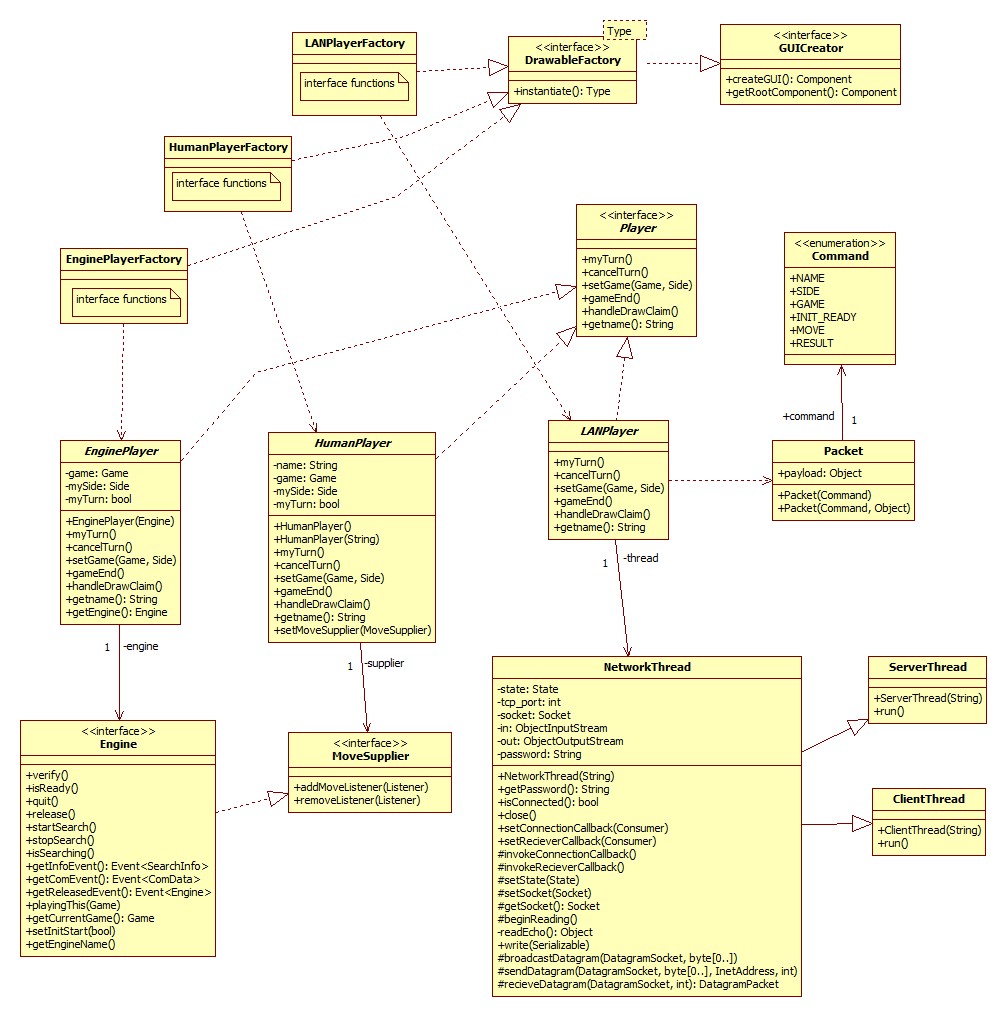 LANPlayerFactory
interface functions
Type
<<interface>>
DrawableFactory
+instantiate(): Type
<<interface>>
GUICreator
+createGUI(): Component
+getRootComponent(): Component
HumanPlayerFactory
interface functions
EnginePlayerFactory
interface functions
<<interface>>
Player
+myTurn()
+cancelTurn()
+setGame(Game, Side)
+gameEnd()
+handleDrawClaim()
+getname(): String
<<enumeration>>
Command
+NAME
+SIDE
+GAME
+INIT_READY
+MOVE
+RESULT
+command
1
EnginePlayer
-game: Game
-mySide: Side
-myTurn: bool
+EnginePlayer(Engine)
+myTurn()
+cancelTurn()
+setGame(Game, Side)
+gameEnd()
+handleDrawClaim()
+getname(): String
+getEngine(): Engine
1
-engine
HumanPlayer
-name: String
-game: Game
-mySide: Side
-myTurn: bool
+HumanPlayer()
+HumanPlayer(String)
+myTurn()
+cancelTurn()
+setGame(Game, Side)
+gameEnd()
+handleDrawClaim()
+getname(): String
+setMoveSupplier(MoveSupplier)
1
-supplier
LANPlayer
+myTurn()
+cancelTurn()
+setGame(Game, Side)
+gameEnd()
+handleDrawClaim()
+getname(): String
1
-thread
Packet
+payload: Object
+Packet(Command)
+Packet(Command, Object)
<<interface>>
Engine
+verify()
+isReady()
+quit()
+release()
+startSearch()
+stopSearch()
+isSearching()
+getInfoEvent(): Event<SearchInfo>
+getComEvent(): Event<ComData>
+getReleasedEvent(): Event<Engine>
+playingThis(Game)
+getCurrentGame(): Game
+setInitStart(bool)
+getEngineName()
<<interface>>
MoveSupplier
+addMoveListener(Listener)
+removeListener(Listener)
NetworkThread
-state: State
-tcp_port: int
-socket: Socket
-in: ObjectInputStream
-out: ObjectOutputStream
-password: String
+NetworkThread(String)
+getPassword(): String
+isConnected(): bool
+close()
+setConnectionCallback(Consumer)
+setRecieverCallback(Consumer)
#invokeConnectionCallback()
#invokeRecieverCallback()
#setState(State)
#setSocket(Socket)
#getSocket(): Socket
#beginReading()
-readEcho(): Object
+write(Serializable)
#broadcastDatagram(DatagramSocket, byte[0..])
#sendDatagram(DatagramSocket, byte[0..], InetAddress, int)
#recieveDatagram(DatagramSocket, int): DatagramPacket
ServerThread
+ServerThread(String)
+run()
ClientThread
+ClientThread(String)
+run()